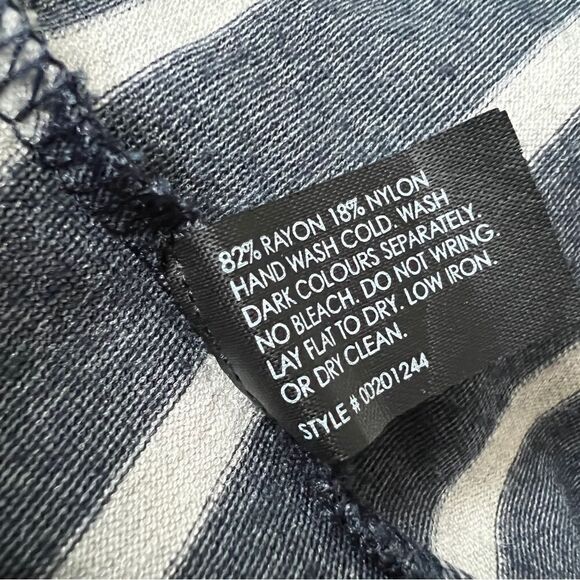 82% RAYON 18% NYLON
HAND WASH COLD. WASH
DARK COLOURS SEPARATELY.
NO BLEACH. DO NOT WRING.
LAY FLAT TO DRY. LOW IRON.
OR DRY CLEAN.
STYLE #00201244